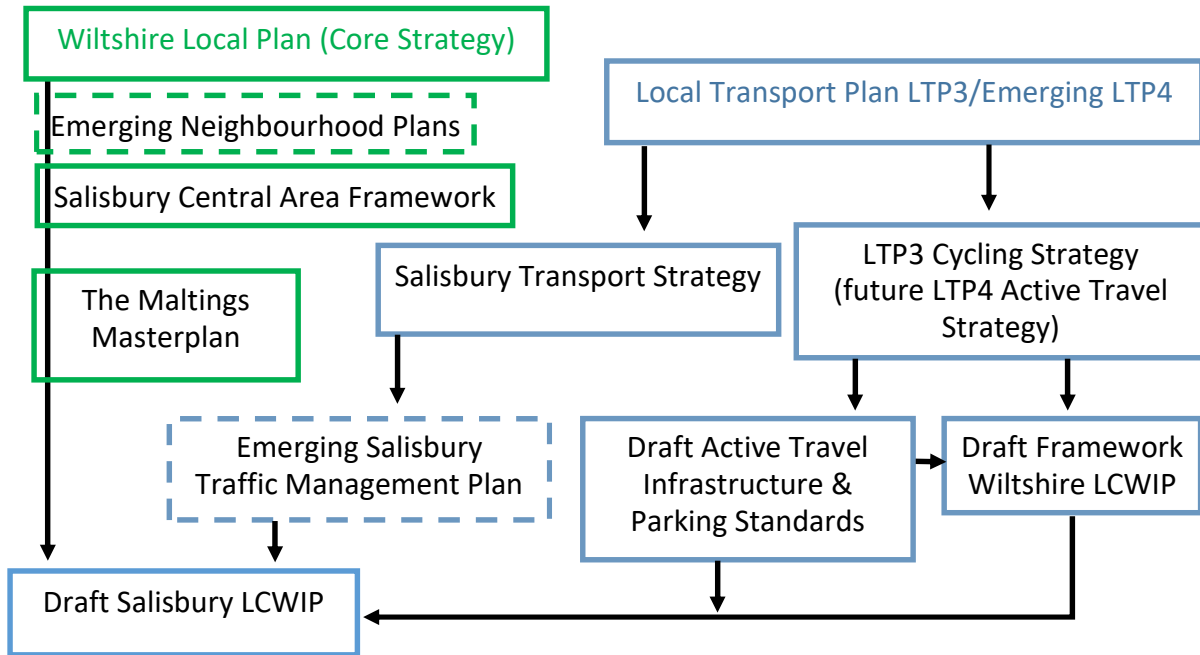 Wiltshire Local Plan (Core Strategy)
Emerging Neighbourhood Plans
Salisbury Central Area Framework
The Maltings
Masterplan
Local Transport Plan LTP3/Emerging LTP4
Salisbury Transport Strategy
LTP3 Cycling Strategy
(future LTP4 Active Travel
Strategy)
Emerging Salisbury
Traffic Management Plan
Draft Active Travel
Infrastructure &
Parking Standards
Draft Framework
Wiltshire LCWIP
Draft Salisbury LCWIP